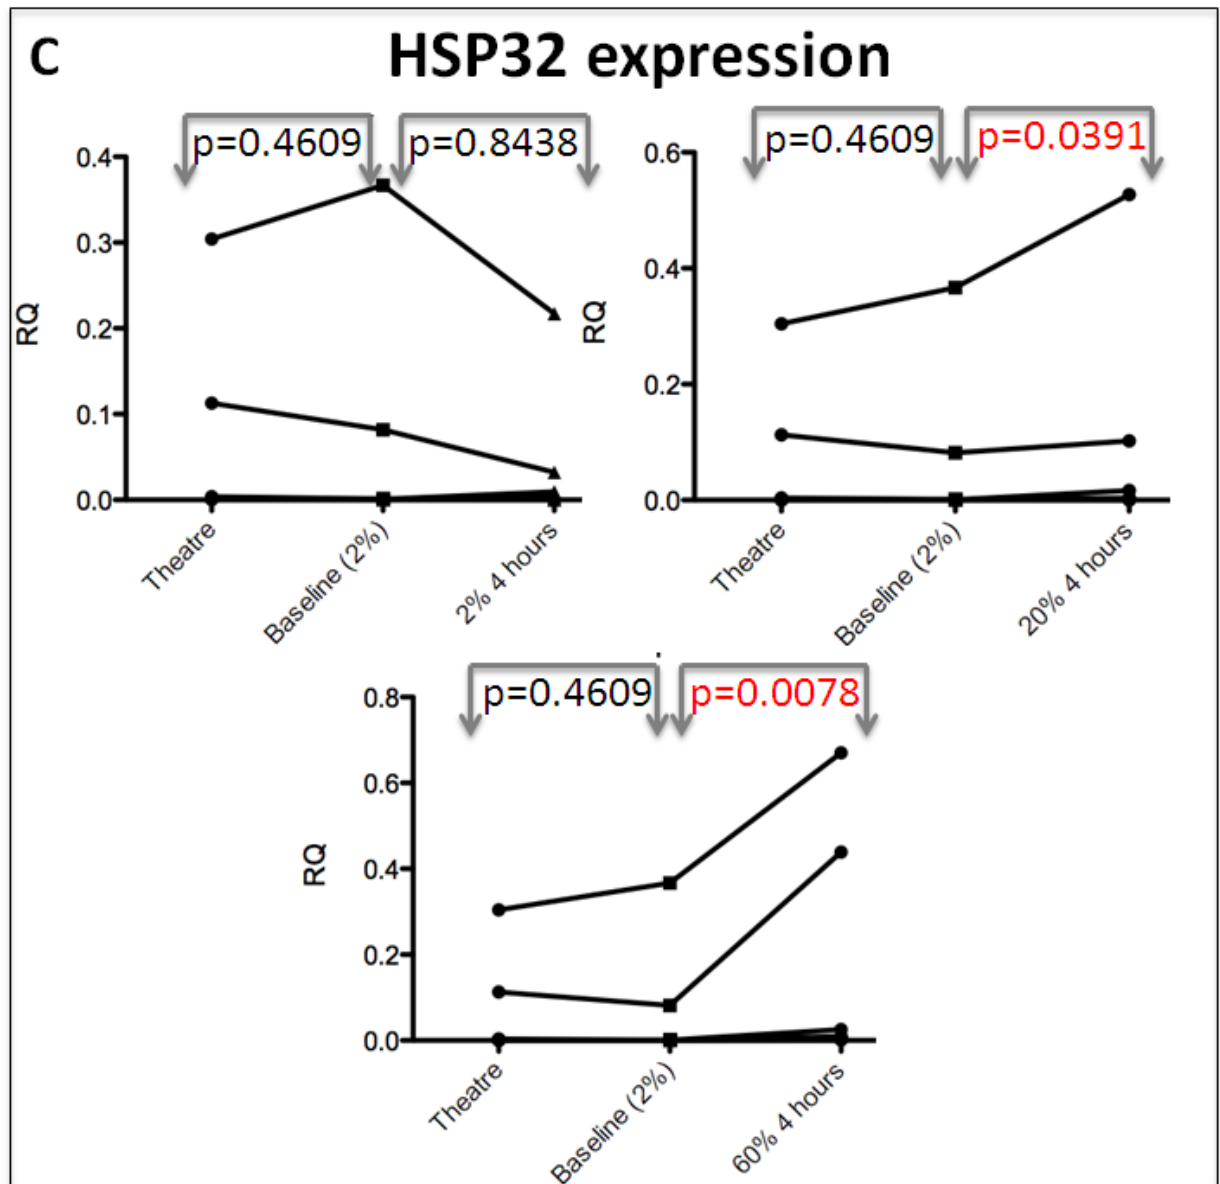 C HSP32 expression
p=0.4609 p=0.8438
0.4
0.3
0.2
0.1
0.0
RQ
Theatre
Baseline (2%)
2% 4 hours
p=0.4609 p=0.0391
0.6
0.4
0.2
0.0
RQ
Theatre
Baseline (2%)
20% 4 hours
p=0.4609 p=0.0078
0.8
0.6
0.4
0.2
0.0
RQ
Theatre
Baseline (2%)
60% 4 hours